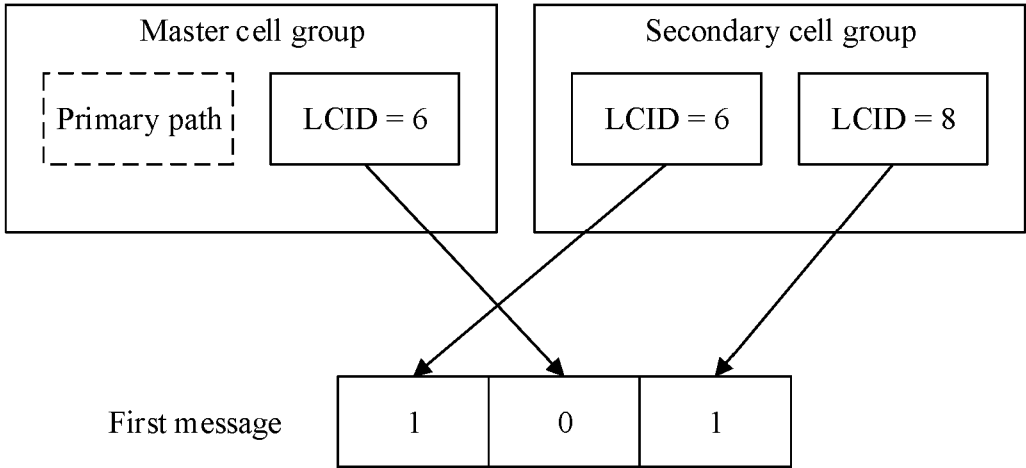 Master cell group
Primary path
LCID = 6
Secondary cell group
LCID = 6
LCID = 8
First message
1
0
1